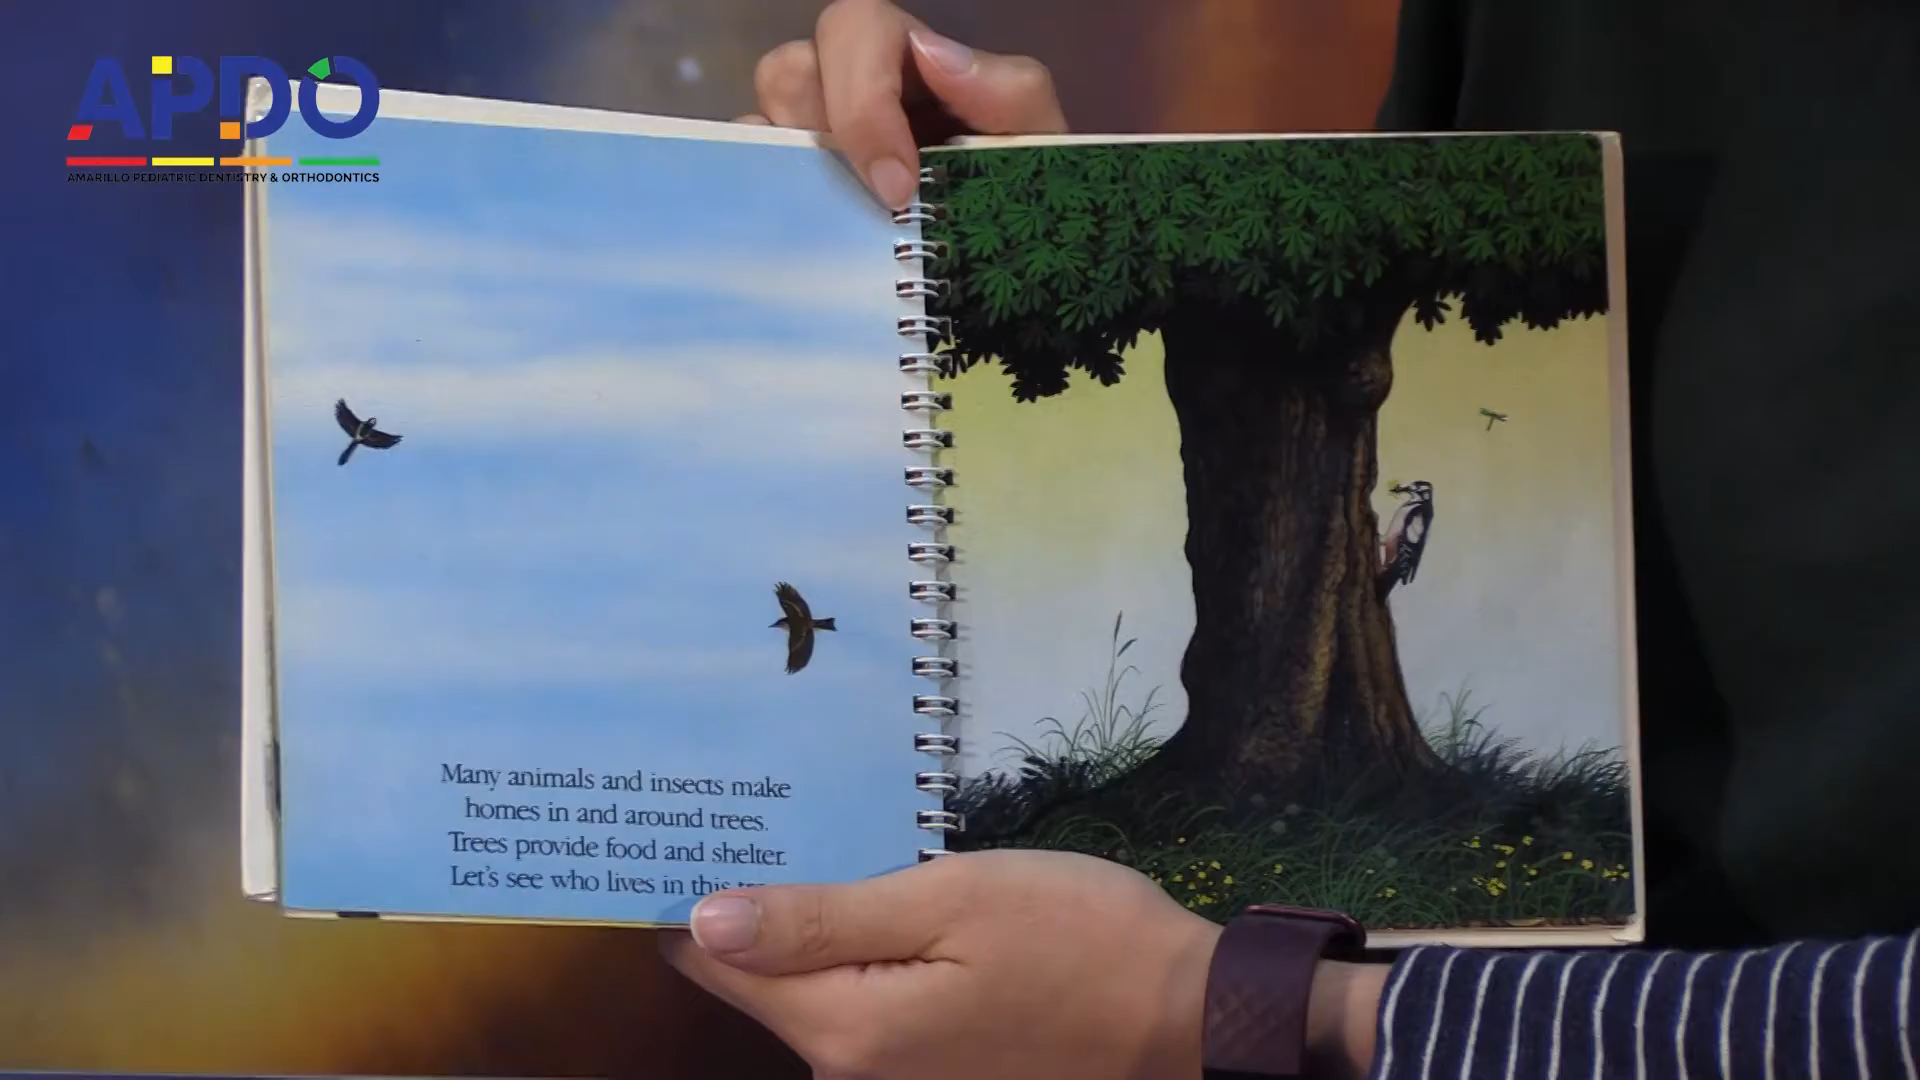 APDO
AMARILLO PEDIATRIC DENTISTRY & ORTHODONTICS
Many animals and insects make
homes in and around trees.
Trees provide food and shelter.
Let's see who lives in this